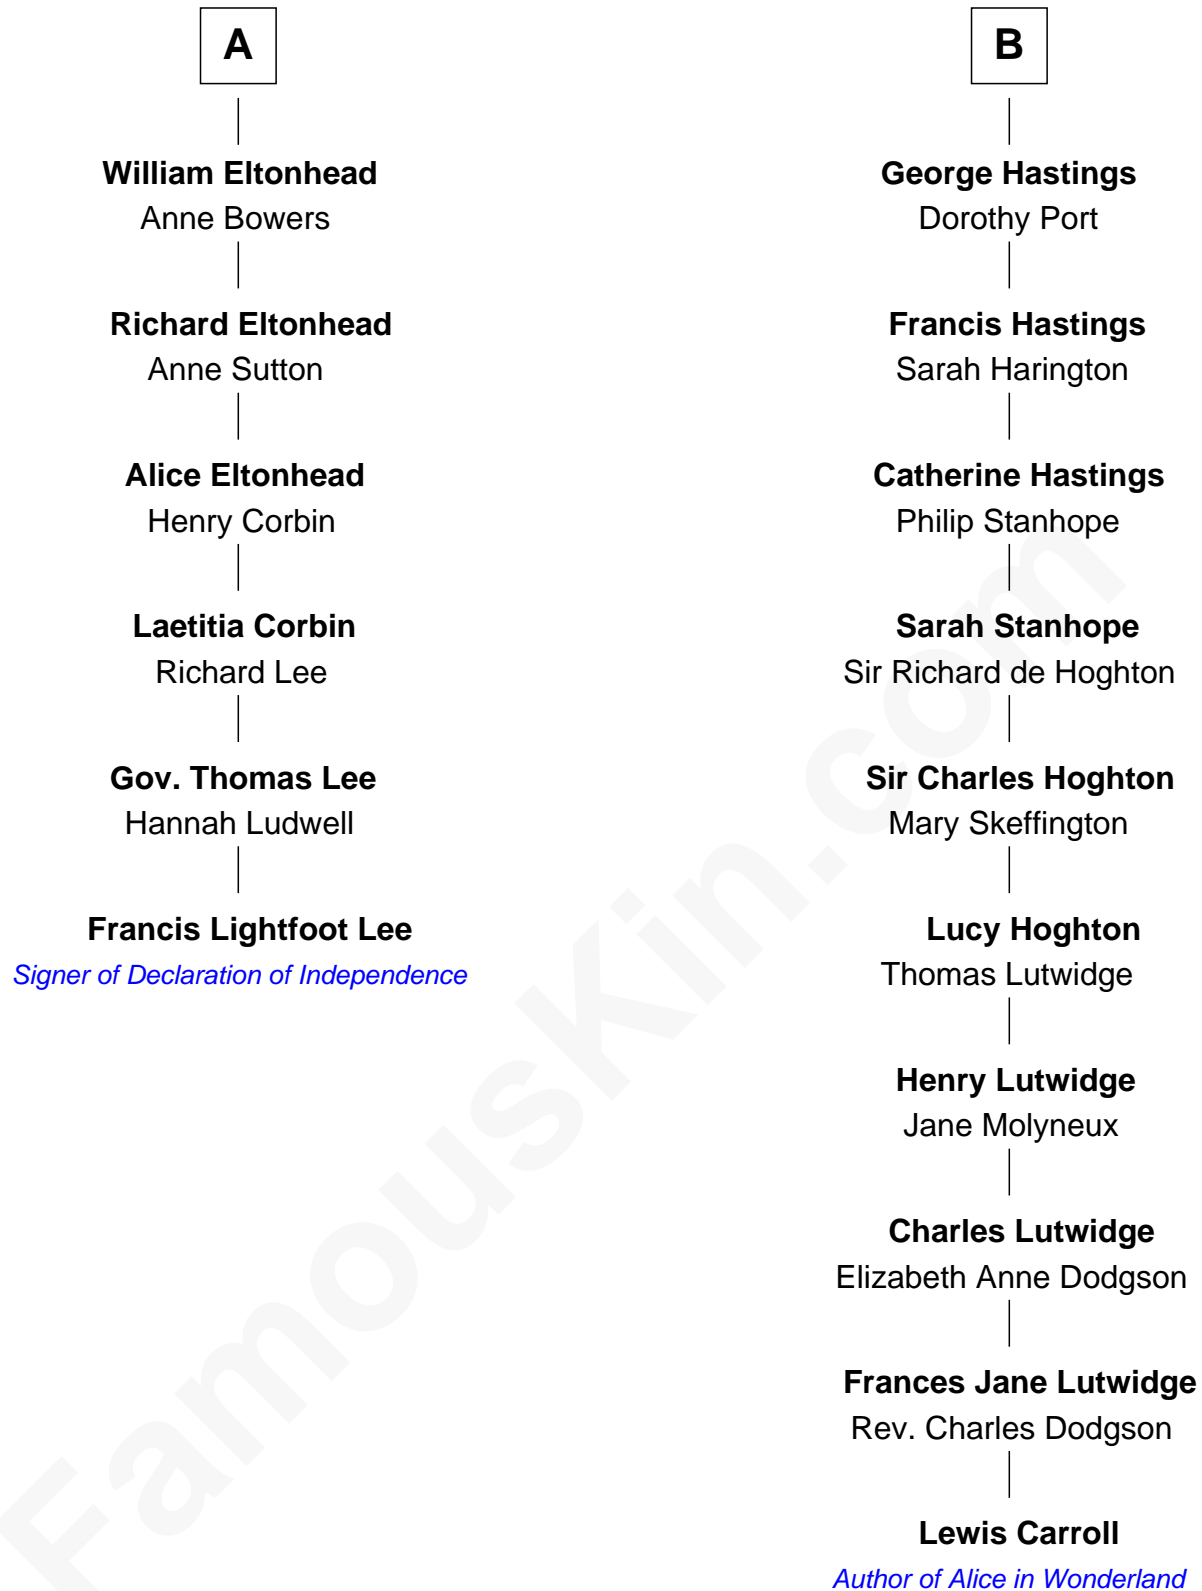 A
William Eltonhead
Anne Bowers
Richard Eltonhead
Anne Sutton
Alice Eltonhead
Henry Corbin
Laetitia Corbin
Richard Lee
Gov. Thomas Lee
Hannah Ludwell
Francis Lightfoot Lee
Signer of Declaration of Independence
B
George Hastings
Dorothy Port
Francis Hastings
Sarah Harington
Catherine Hastings
Philip Stanhope
Sarah Stanhope
Sir Richard de Hoghton
Sir Charles Hoghton
Mary Skeffington
Lucy Hoghton
Thomas Lutwidge
Henry Lutwidge
Jane Molyneux
Charles Lutwidge
Elizabeth Anne Dodgson
Frances Jane Lutwidge
Rev. Charles Dodgson
Lewis Carroll
Author of Alice in Wonderland
FamousKin.com